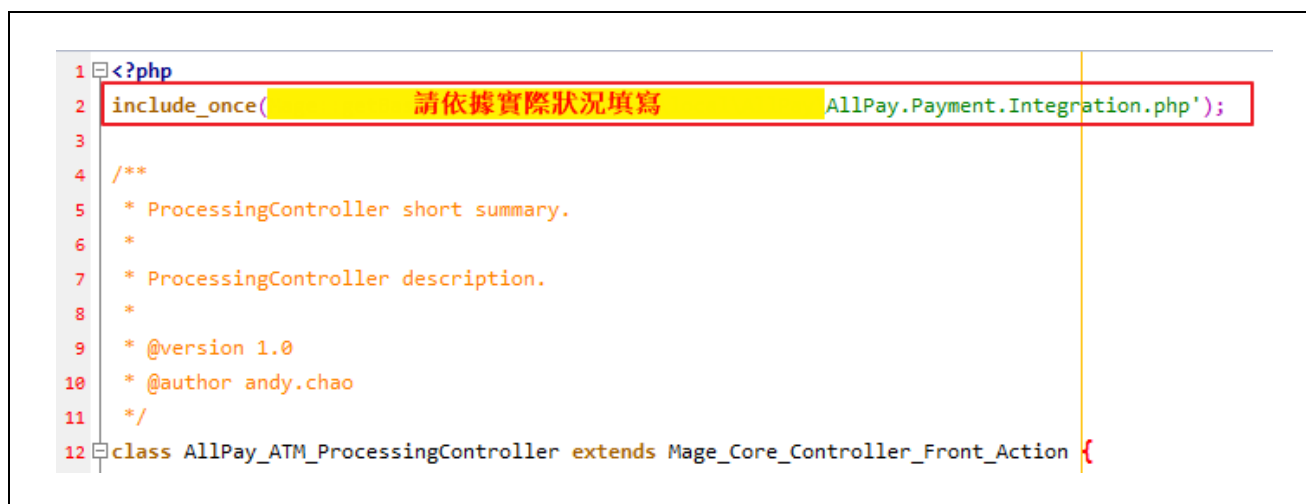 1 <?php
2 include_once( 請依據實際狀況填寫 AllPay.Payment.Integration.php');
3
4 /**
5 * ProcessingController short summary.
6 *
7 * ProcessingController description.
8 *
9 * @version 1.0
10 * @author andy.chao
11 */
12 class AllPay_ATM_ProcessingController extends Mage_Core_Controller_Front_Action {